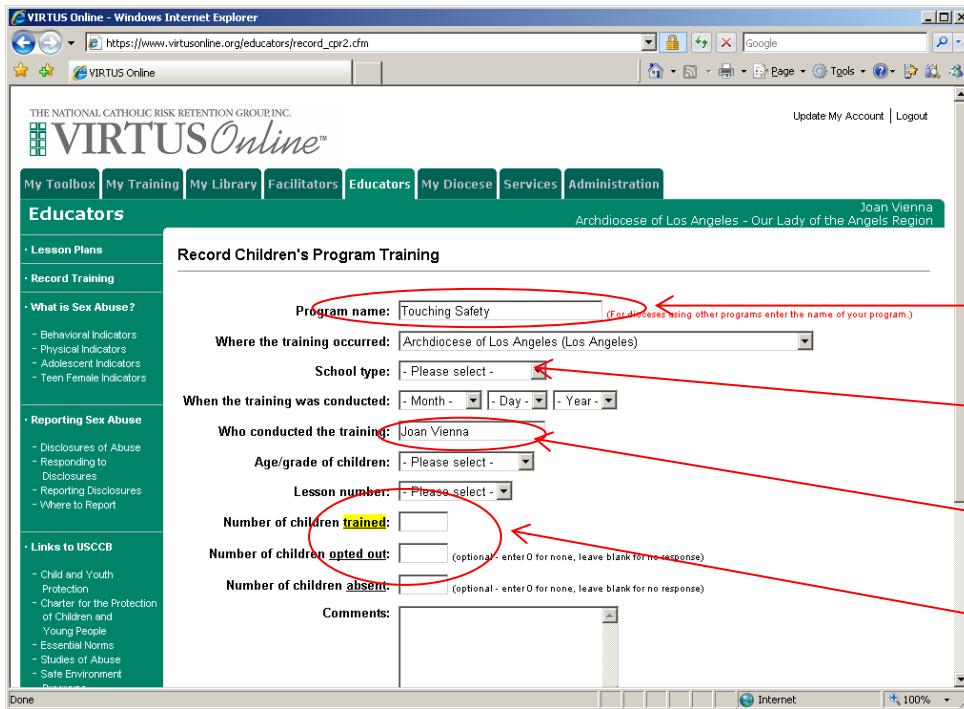 VIRTUS Online - Windows Internet Explorer
https://www.virtusonline.org/educators/record_cpr2.cfm
Google
VIRTUS Online
Page
Tools
THE NATIONAL CATHOLIC RISK RETENTION GROUP, INC.
VIRTUS Online™
Update My Account | Logout
My Toolbox My Training My Library Facilitators Educators My Diocese Services Administration
Educators
Joan Vienna
Archdiocese of Los Angeles - Our Lady of the Angels Region
· Lesson Plans
· Record Training
· What is Sex Abuse?
- Behavioral Indicators
- Physical Indicators
- Adolescent Indicators
- Teen Female Indicators
· Reporting Sex Abuse
- Disclosures of Abuse
- Responding to
Disclosures
- Reporting Disclosures
- Where to Report
· Links to USCCB
- Child and Youth
Protection
- Charter for the Protection
of Children and
Young People
- Essential Norms
- Studies of Abuse
- Safe Environment
Record Children's Program Training
Program name: Touching Safety (For dioceses using other programs enter the name of your program.)
Where the training occurred: Archdiocese of Los Angeles (Los Angeles)
School type: - Please select -
When the training was conducted: - Month - - Day - - Year -
Who conducted the training: Joan Vienna
Age/grade of children: - Please select -
Lesson number: - Please select -
Number of children trained:
Number of children opted out: (optional - enter 0 for none, leave blank for no response)
Number of children absent: (optional - enter 0 for none, leave blank for no response)
Comments:
Done
Internet
100%